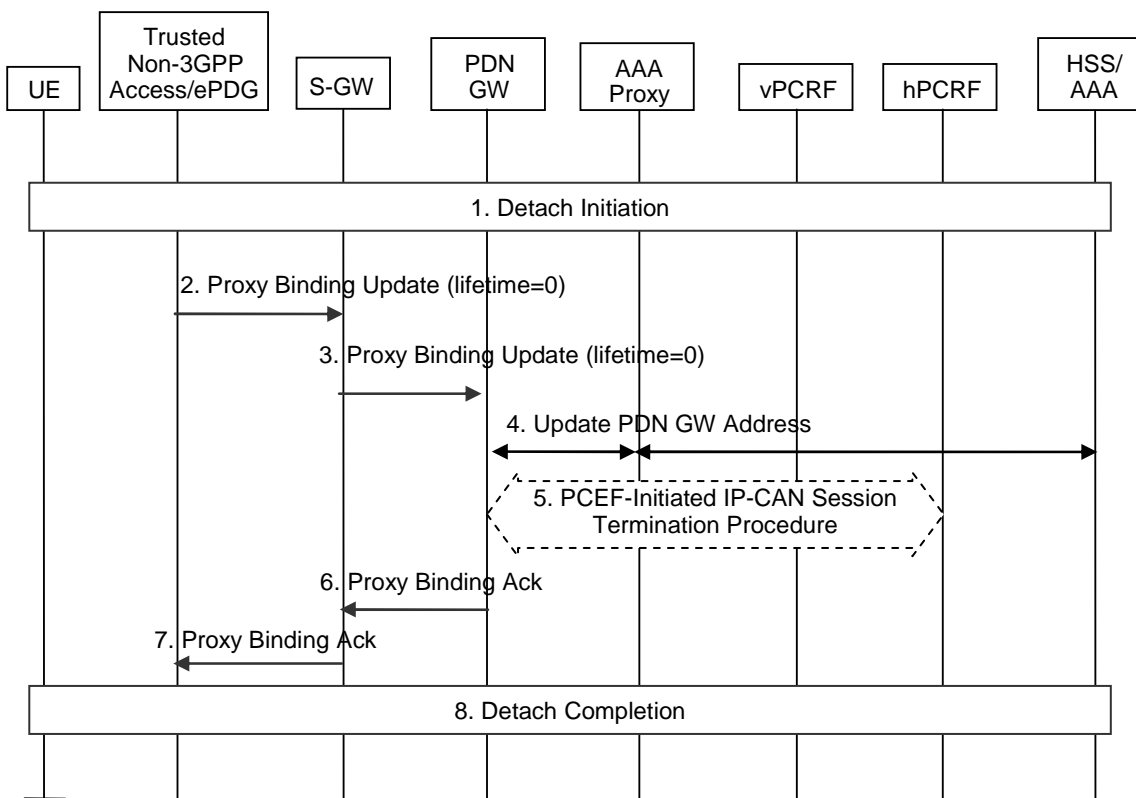 UE
Trusted
Non-3GPP
Access/ePDG
S-GW
PDN
GW
AAA
Proxy
vPCRF
hPCRF
HSS/
AAA
1. Detach Initiation
2. Proxy Binding Update (lifetime=0)
3. Proxy Binding Update (lifetime=0)
4. Update PDN GW Address
5. PCEF-Initiated IP-CAN Session
Termination Procedure
6. Proxy Binding Ack
7. Proxy Binding Ack
8. Detach Completion